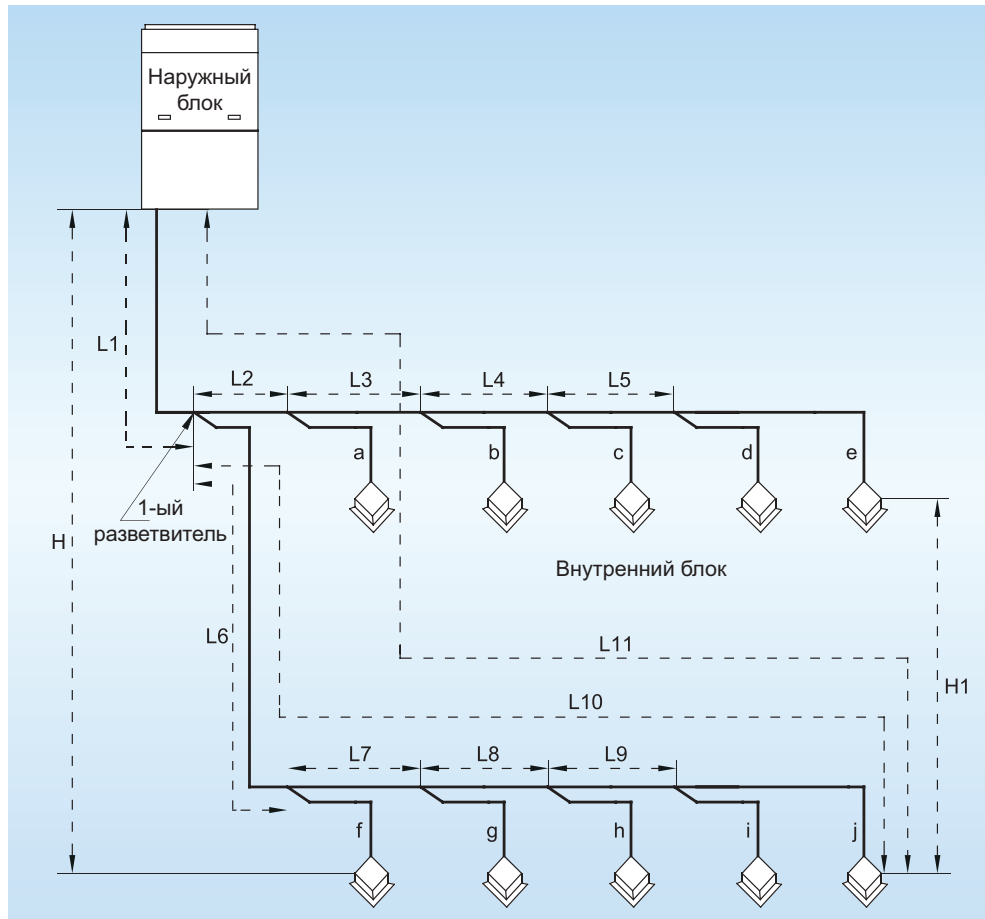 Наружный
блок
L1
L2
L3
L4
L5
a
b
c
d
e
1-ый
разветвитель
H
Внутренний блок
L6
L11
H1
L10
L7
L8
L9
f
g
h
i
j